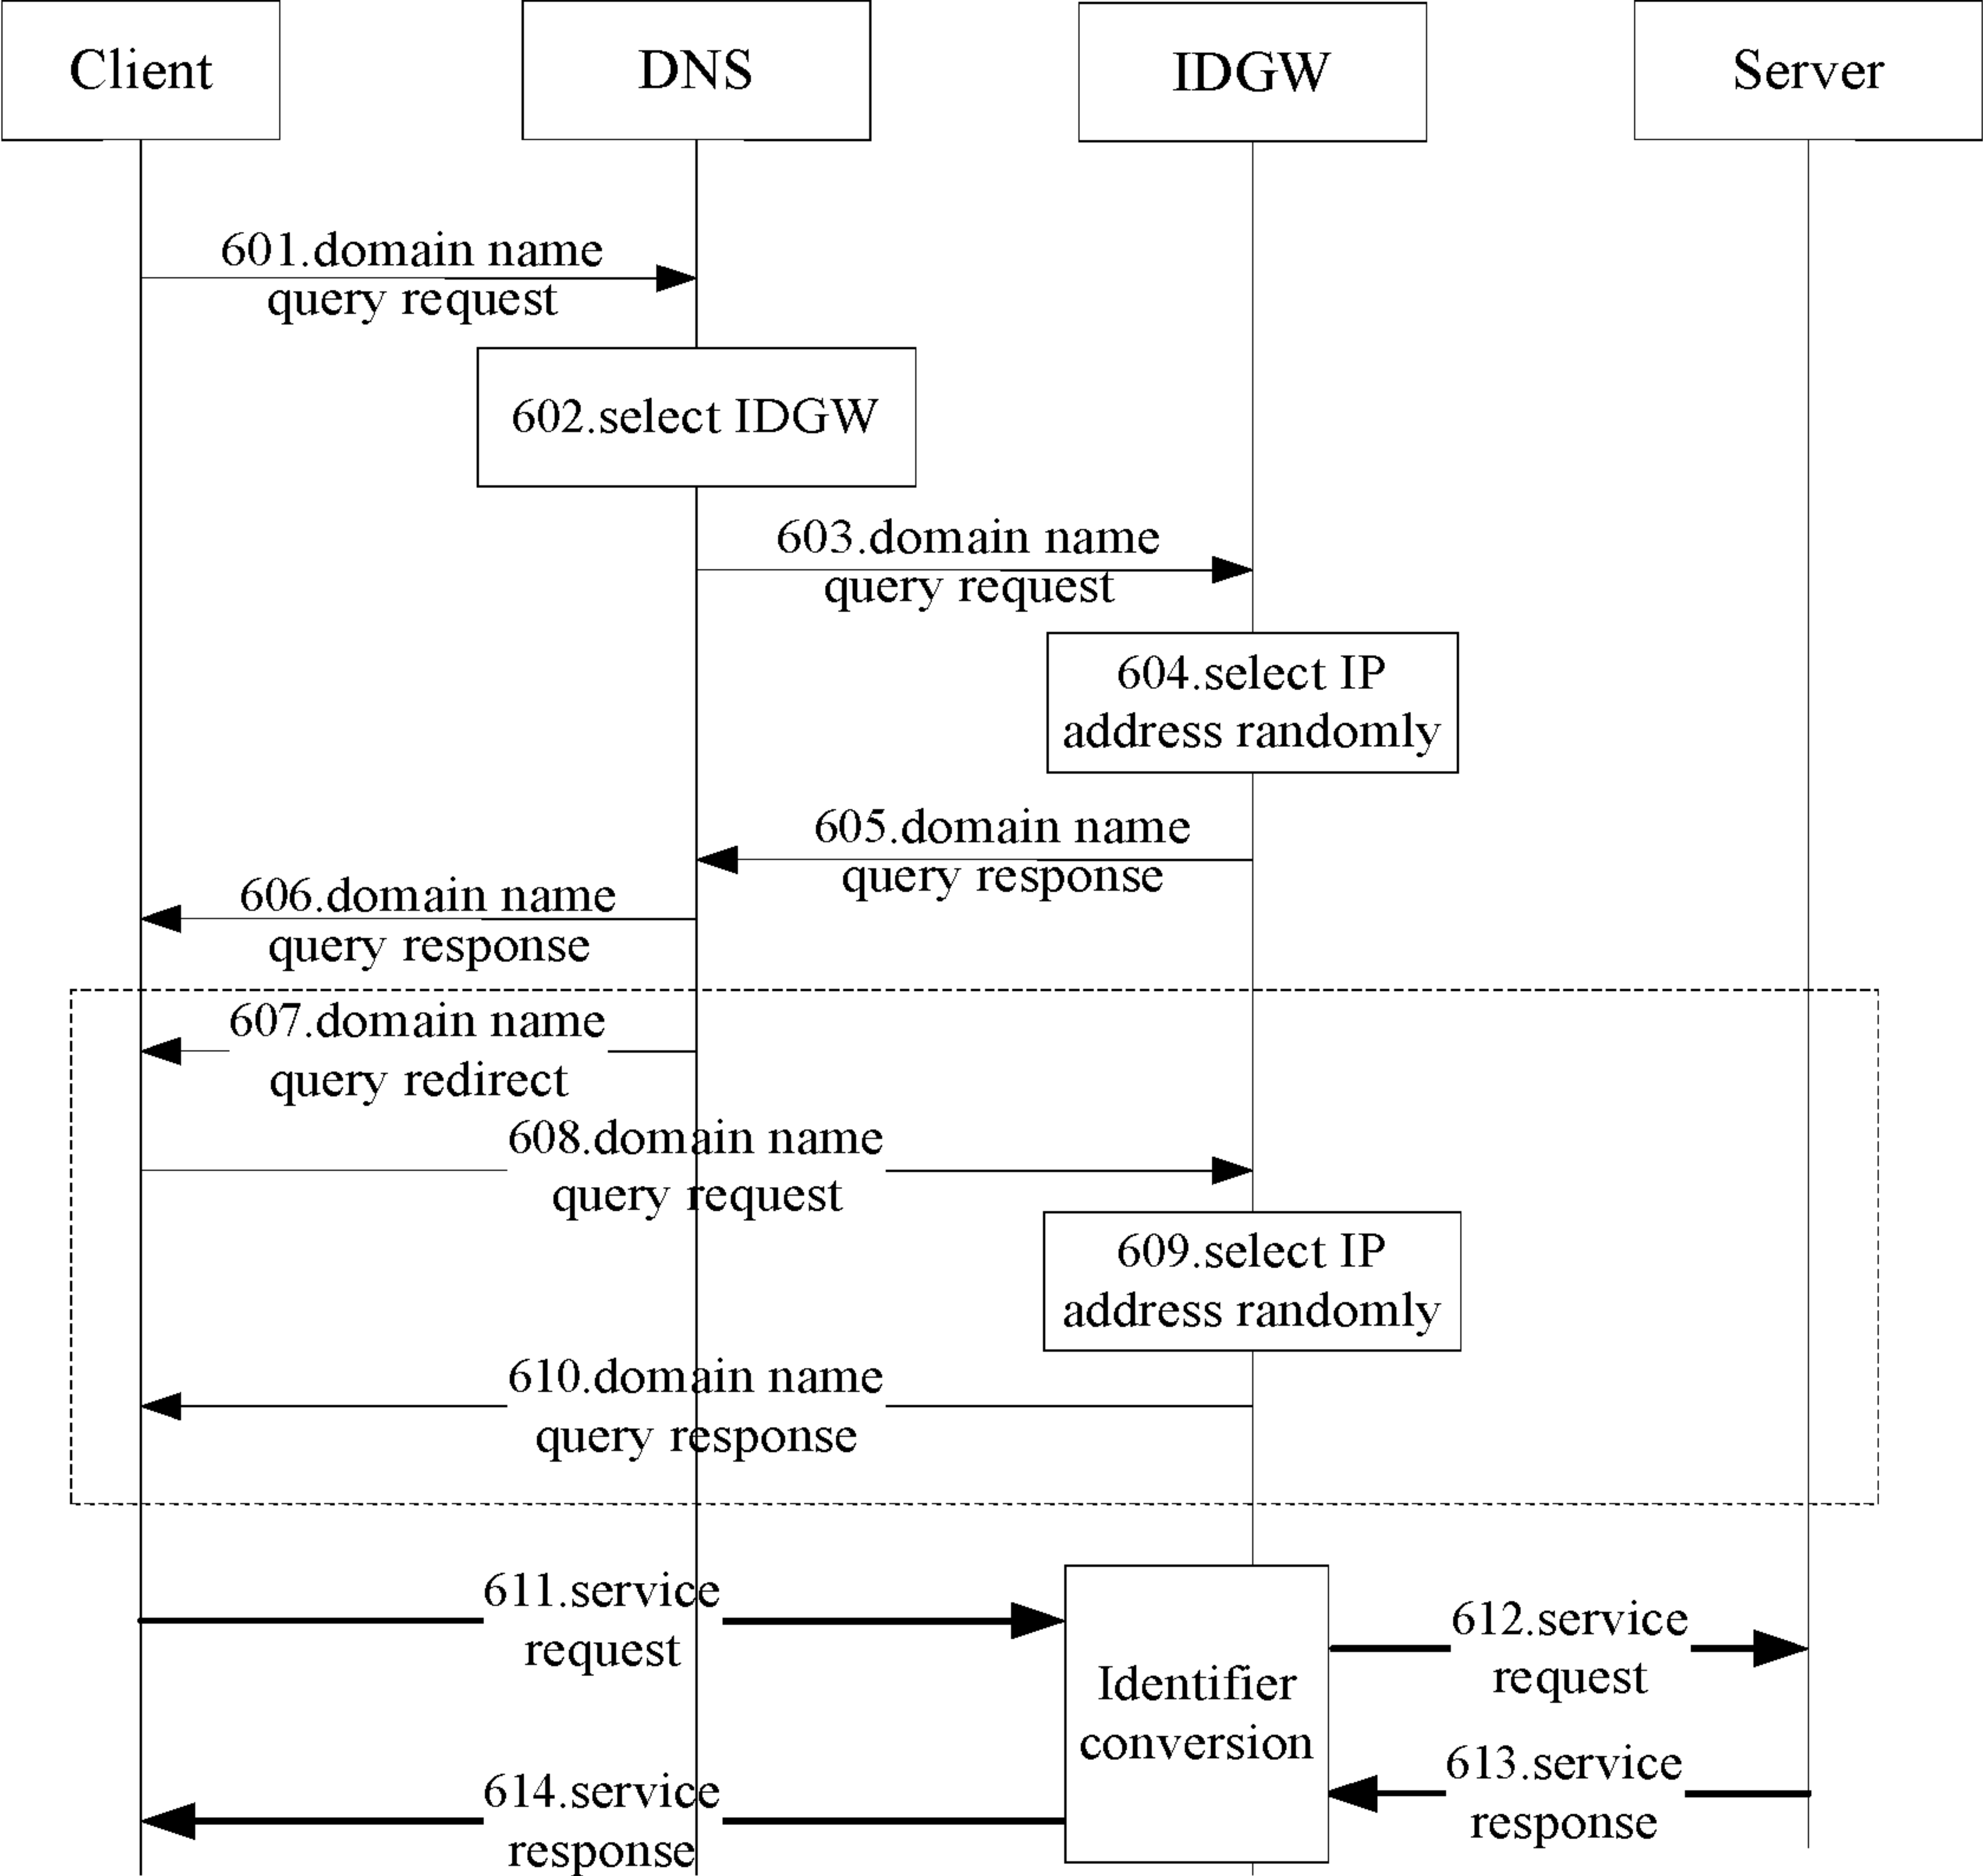 Client
DNS
IDGW
Server
601.domain name
query request
602.select IDGW
603.domain name
query request
604.select IP
address randomly
605.domain name
query response
606.domain name
query response
607.domain name
query redirect
608.domain name
query request
609.select IP
address randomly
610.domain name
query response
611.service
request
612.service
request
Identifier
conversion
613.service
response
614.service
response